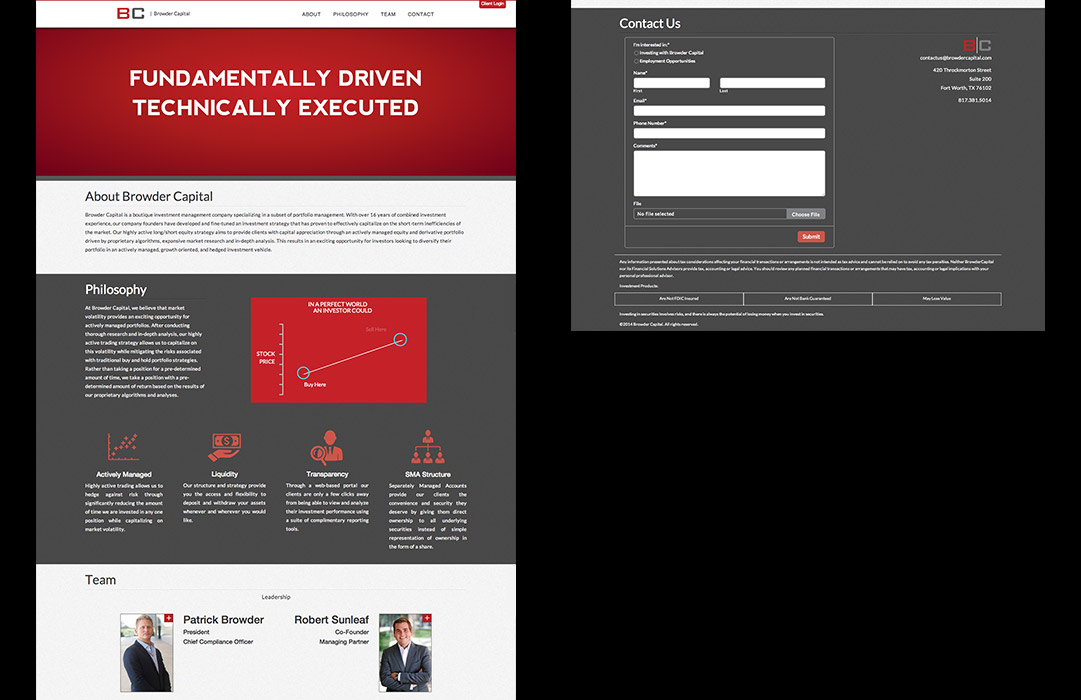 Client Login
BC | Browder Capital
ABOUT PHILOSOPHY TEAM CONTACT
FUNDAMENTALLY DRIVEN
TECHNICALLY EXECUTED
About Browder Capital
Browder Capital is a boutique investment management company specializing in a subset of portfolio management. With over 16 years of combined investment
experience, our company founders have developed and fine-tuned an investment strategy that has proven to effectively capitalize on the short-term inefficiencies of
the market. Our highly active long/short equity strategy aims to provide clients with capital appreciation through an actively managed equity and derivative portfolio
driven by proprietary algorithms, expansive market research and in-depth analysis. This results in an exciting opportunity for investors looking to diversify their
portfolio in an actively managed, growth oriented, and hedged investment vehicle.
Philosophy
At Browder Capital, we believe that market
volatility provides an exciting opportunity for
actively managed portfolios. After conducting
thorough research and in-depth analysis, our highly
active trading strategy allows us to capitalize on
this volatility while mitigating the risks associated
with traditional buy and hold portfolio strategies.
Rather than taking a position for a pre-determined
amount of time, we take a position with a pre-
determined amount of return based on the results of
our proprietary algorithms and analyses.
IN A PERFECT WORLD
AN INVESTOR COULD
Sell Here
STOCK
PRICE
Buy Here
Actively Managed
Highly active trading allows us to
hedge against risk through
significantly reducing the amount
of time we are invested in any one
position while capitalizing on
market volatility.
Liquidity
Our structure and strategy provide
you the access and flexibility to
deposit and withdraw your assets
whenever and wherever you would
like.
Transparency
Through a web-based portal our
clients are only a few clicks away
from being able to view and analyze
their investment performance using
a suite of complimentary reporting
tools.
SMA Structure
Separately Managed Accounts
provide our clients the
convenience and security they
deserve by giving them direct
ownership to all underlying
securities instead of simple
representation of ownership in
the form of a share.
Team
Leadership
Patrick Browder
President
Chief Compliance Officer
Robert Sunleaf
Co-Founder
Managing Partner
Contact Us
I'm interested in:*
Investing with Browder Capital
Employment Opportunities
Name*
First Last
Email*
Phone Number*
Comments*
File
No file selected Choose File
Submit
B|C
contactus@browdercapital.com
420 Throckmorton Street
Suite 200
Fort Worth, TX 76102
817.381.5014
Any information presented about tax considerations affecting your financial transactions or arrangements is not intended as tax advice and cannot be relied on to avoid any tax penalties. Neither BrowderCapital
nor its Financial Solutions Advisors provide tax, accounting or legal advice. You should review any planned financial transactions or arrangements that may have tax, accounting or legal implications with your
personal professional advisor.
Investment Products:
Are Not FDIC Insured Are Not Bank Guaranteed May Lose Value
Investing in securities involves risks, and there is always the potential of losing money when you invest in securities.
©2014 Browder Capital. All rights reserved.